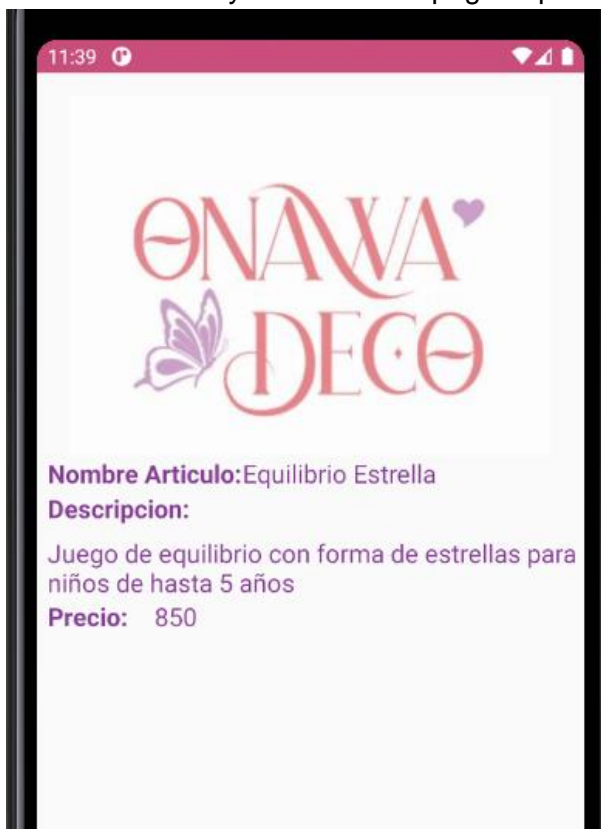 11:39
ONAWA
DECO
Nombre Articulo:Equilibrio Estrella
Descripcion:
Juego de equilibrio con forma de estrellas para
niños de hasta 5 años
Precio: 850